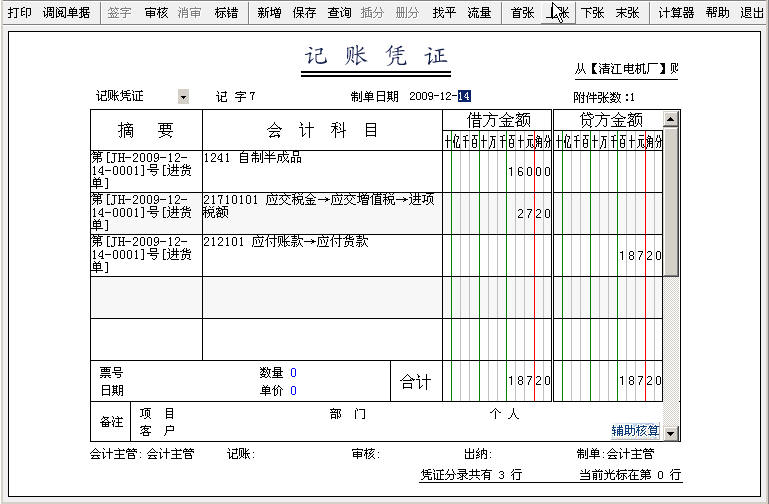 打印 调阅单据 签字 审核 消审 标错 新增 保存 查询 插分 删分 找平 流量 首张 上张 下张 末张 计算器 帮助 退出
记账凭证
从【清江电机厂】账
记账凭证 记 字7 制单日期 2009-12-14 附件张数:1
摘 要 会 计 科 目 借方金额 贷方金额
十亿千百十万千百十元角分 十亿千百十万千百十元角分
第[JH-2009-12-14-0001]号[进货单] 1241 自制半成品 16000
第[JH-2009-12-14-0001]号[进货单] 21710101 应交税金→应交增值税→进项税额 2720
第[JH-2009-12-14-0001]号[进货单] 212101 应付账款→应付货款 18720
票号 数量 0
日期 单价 0
合计 18720 18720
备注 项 目 部 门 个 人
客 户 辅助核算
会计主管: 会计主管 记账: 审核: 出纳: 制单:会计主管
凭证分录共有 3 行 当前光标在第 0 行